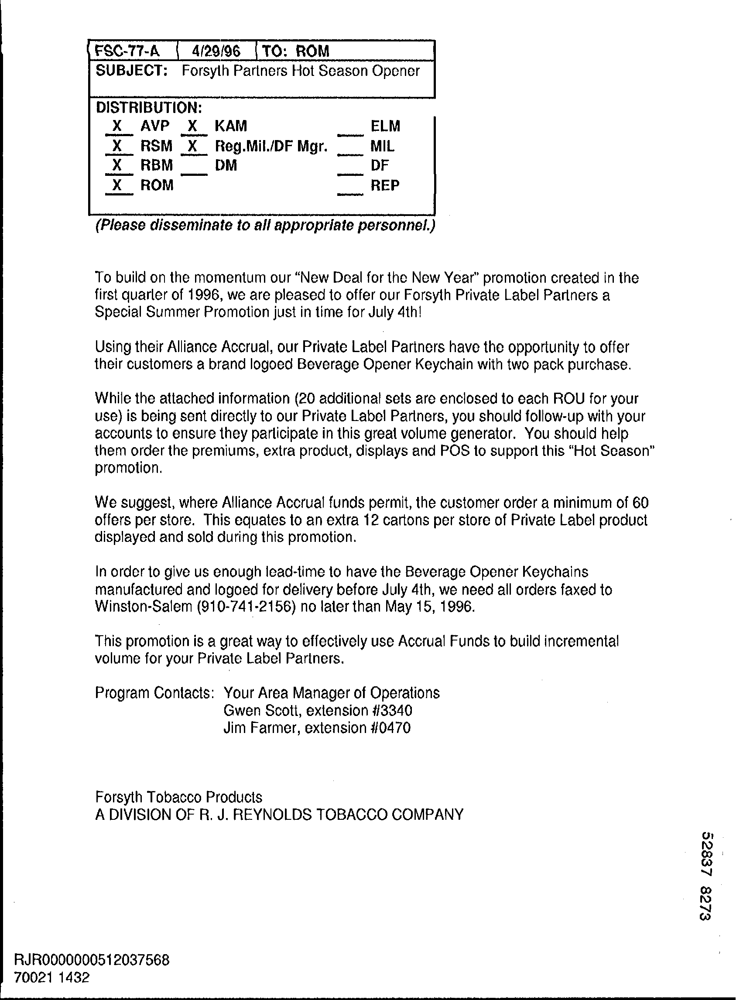 FSC-77-A | 4/29/96 | TO: ROM
SUBJECT: Forsyth Partners Hot Season Opener
DISTRIBUTION:
X AVP X KAM ___ ELM
X RSM X Reg.Mil./DF Mgr. ___ MIL
X RBM ___ DM ___ DF
X ROM ___ REP
(Please disseminate to all appropriate personnel.)
To build on the momentum our "New Deal for the New Year" promotion created in the
first quarter of 1996, we are pleased to offer our Forsyth Private Label Partners a
Special Summer Promotion just in time for July 4th!
Using their Alliance Accrual, our Private Label Partners have the opportunity to offer
their customers a brand logoed Beverage Opener Keychain with two pack purchase.
While the attached information (20 additional sets are enclosed to each ROU for your
use) is being sent directly to our Private Label Partners, you should follow-up with your
accounts to ensure they participate in this great volume generator. You should help
them order the premiums, extra product, displays and POS to support this "Hot Season"
promotion.
We suggest, where Alliance Accrual funds permit, the customer order a minimum of 60
offers per store. This equates to an extra 12 cartons per store of Private Label product
displayed and sold during this promotion.
In order to give us enough lead-time to have the Beverage Opener Keychains
manufactured and logoed for delivery before July 4th, we need all orders faxed to
Winston-Salem (910-741-2156) no later than May 15, 1996.
This promotion is a great way to effectively use Accrual Funds to build incremental
volume for your Private Label Partners.
Program Contacts: Your Area Manager of Operations
Gwen Scott, extension #3340
Jim Farmer, extension #0470
Forsyth Tobacco Products
A DIVISION OF R. J. REYNOLDS TOBACCO COMPANY
52837 8273
RJR0000000512037568
70021 1432